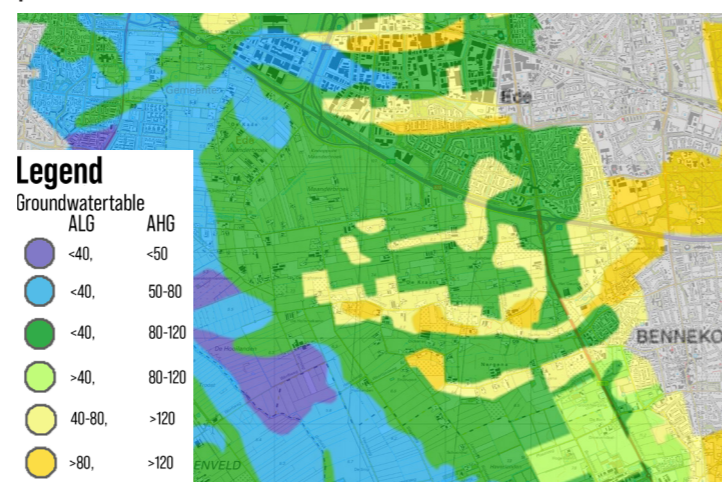 Ede
Legend
Groundwatertable
ALG AHG
<40, <50
<40, 50-80
<40, 80-120
>40, 80-120
40-80, >120
>80, >120
BENNEKO
ENVELD